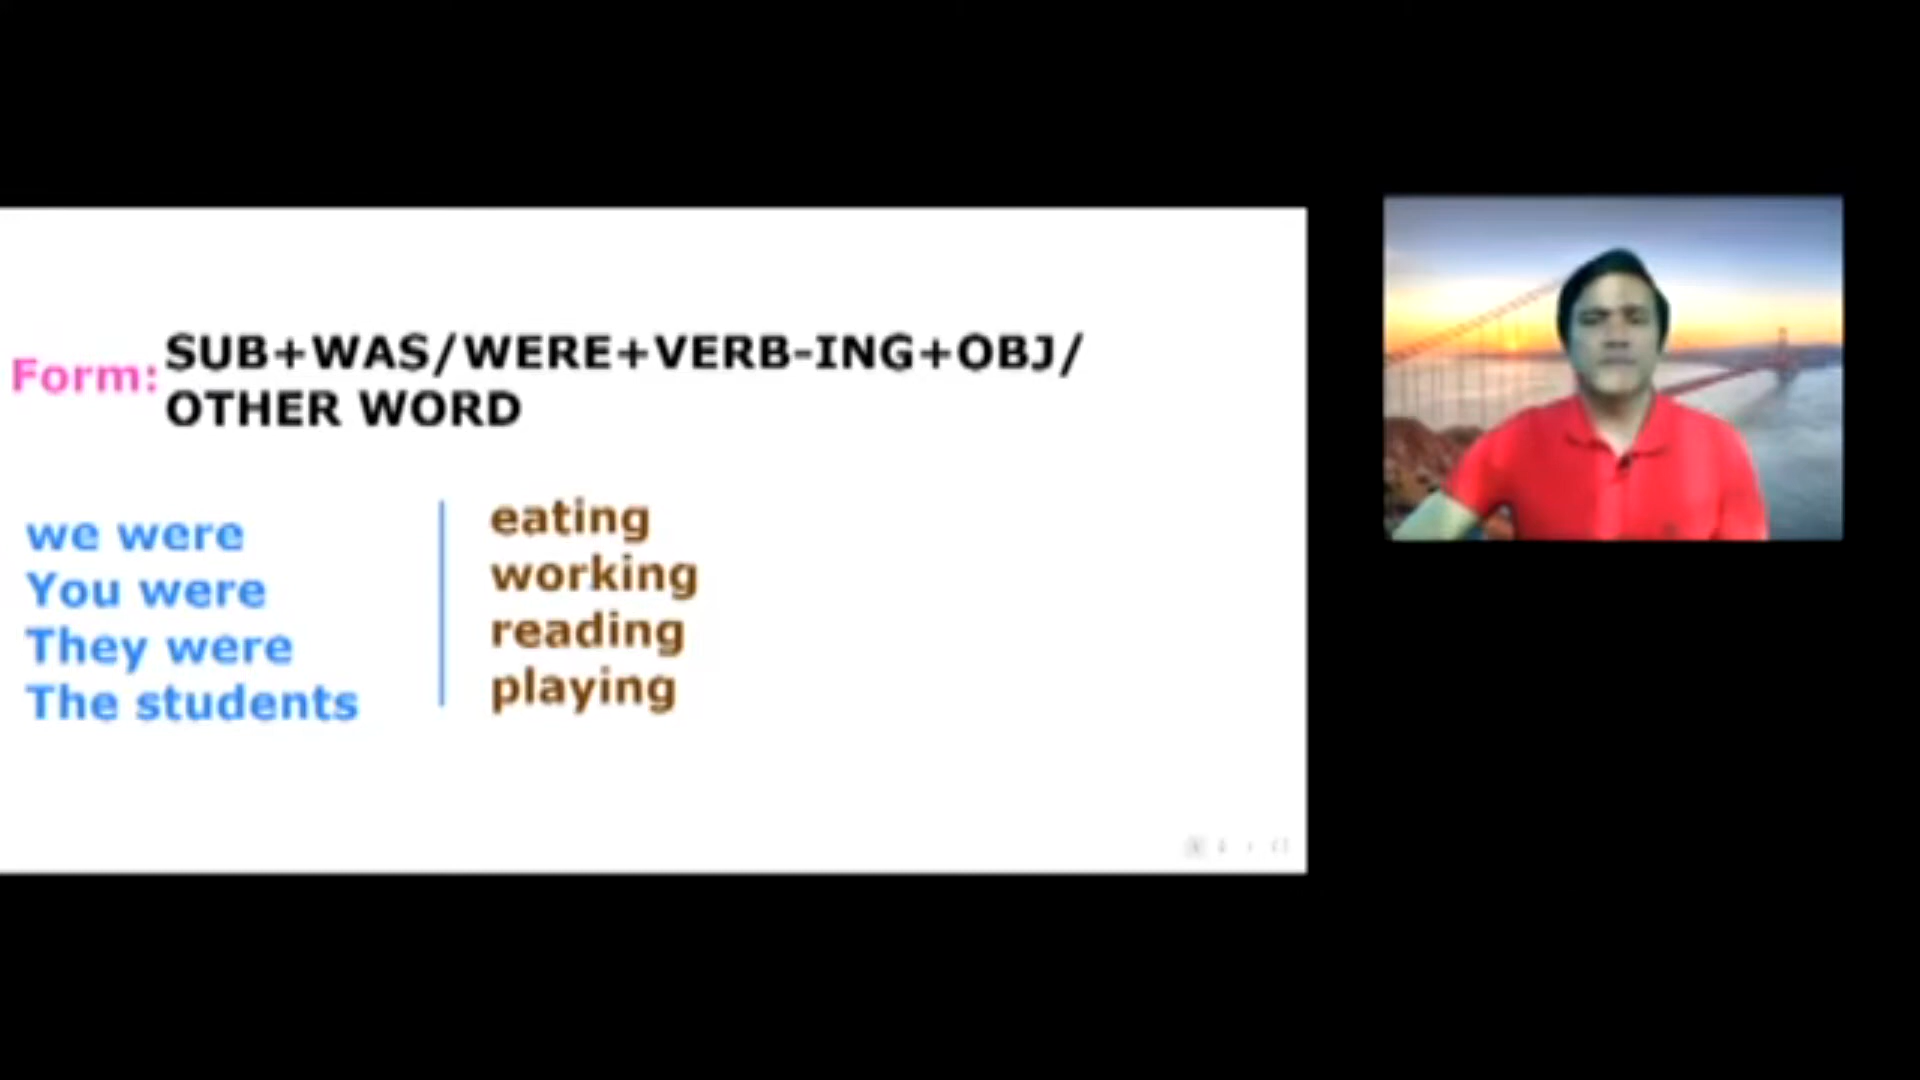 Form: SUB+WAS/WERE+VERB-ING+OBJ/
OTHER WORD
we were
You were
They were
The students
eating
working
reading
playing